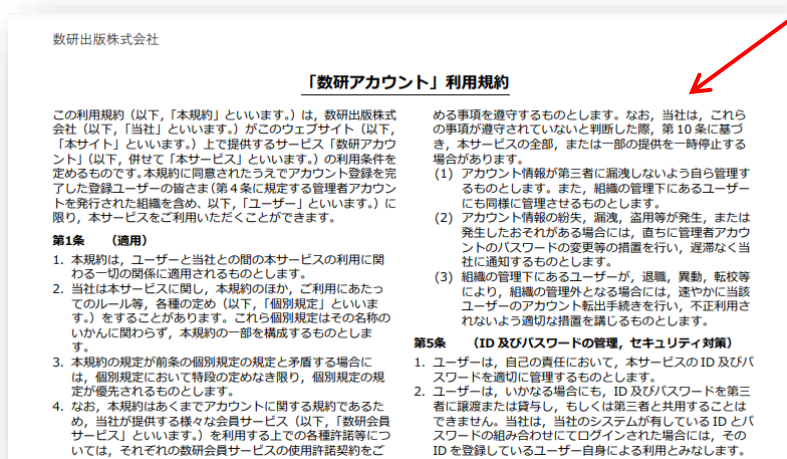 数研出版株式会社
「数研アカウント」利用規約
この利用規約（以下，「本規約」といいます。）は，数研出版株式
会社（以下，「当社」といいます。）がこのウェブサイト（以下，
「本サイト」といいます。）上で提供するサービス「数研アカウ
ント」（以下，併せて「本サービス」といいます。）の利用条件を
定めるものです。本規約に同意されたうえでアカウント登録を完
了した登録ユーザーの皆さま（第４条に規定する管理者アカウン
トを発行された組織を含め、以下，「ユーザー」といいます。）に
限り，本サービスをご利用いただくことができます。
第1条　（適用）
1. 本規約は，ユーザーと当社との間の本サービスの利用に関
わる一切の関係に適用されるものとします。
2. 当社は本サービスに関し，本規約のほか，ご利用にあたっ
てのルール等，各種の定め（以下，「個別規定」といいま
す。）をすることがあります。これら個別規定はその名称の
いかんに関わらず，本規約の一部を構成するものとしま
す。
3. 本規約の規定が前条の個別規定の規定と矛盾する場合に
は，個別規定において特段の定めなき限り，個別規定の規
定が優先されるものとします。
4. なお，本規約はあくまでアカウントに関する規約であるた
め，当社が提供する様々な会員サービス（以下，「数研会員
サービス」といいます。）を利用する上での各種許諾等につ
いては，それぞれの数研会員サービスの使用許諾契約をご
める事項を遵守するものとします。なお，当社は，これら
の事項が遵守されていないと判断した際，第 10 条に基づ
き，本サービスの全部，または一部の提供を一時停止する
場合があります。
(1) アカウント情報が第三者に漏洩しないよう自ら管理す
るものとします。また，組織の管理下にあるユーザー
にも同様に管理させるものとします。
(2) アカウント情報の紛失，漏洩，盗用等が発生，または
発生したおそれがある場合には，直ちに管理者アカウ
ントのパスワードの変更等の措置を行い，遅滞なく当
社に通知するものとします。
(3) 組織の管理下にあるユーザーが，退職，異動，転校等
により，組織の管理外となる場合には，速やかに当該
ユーザーのアカウント転出手続きを行い，不正利用さ
れないよう適切な措置を講じるものとします。
第5条　（ID 及びパスワードの管理，セキュリティ対策）
1. ユーザーは，自己の責任において，本サービスの ID 及びパ
スワードを適切に管理するものとします。
2. ユーザーは，いかなる場合にも，ID 及びパスワードを第三
者に譲渡または貸与し，もしくは第三者と共用することは
できません。当社は，当社のシステムが有している ID とパ
スワードの組み合わせにてログインされた場合には，その
ID を登録しているユーザー自身による利用とみなします。